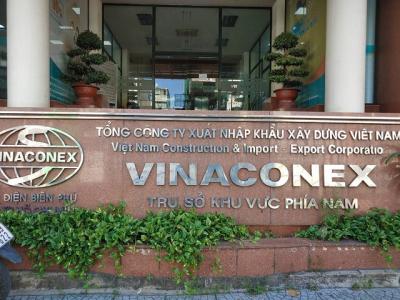 TỔNG CÔNG TY XUẤT NHẬP KHẨU XÂY DỰNG VIỆT NAM
Việt Nam Construction & Import - Export Corporatio
VINACONEX
VINACONEX
TRỤ SỞ KHU VỰC PHÍA NAM
ĐIỆN BIÊN PHỦ